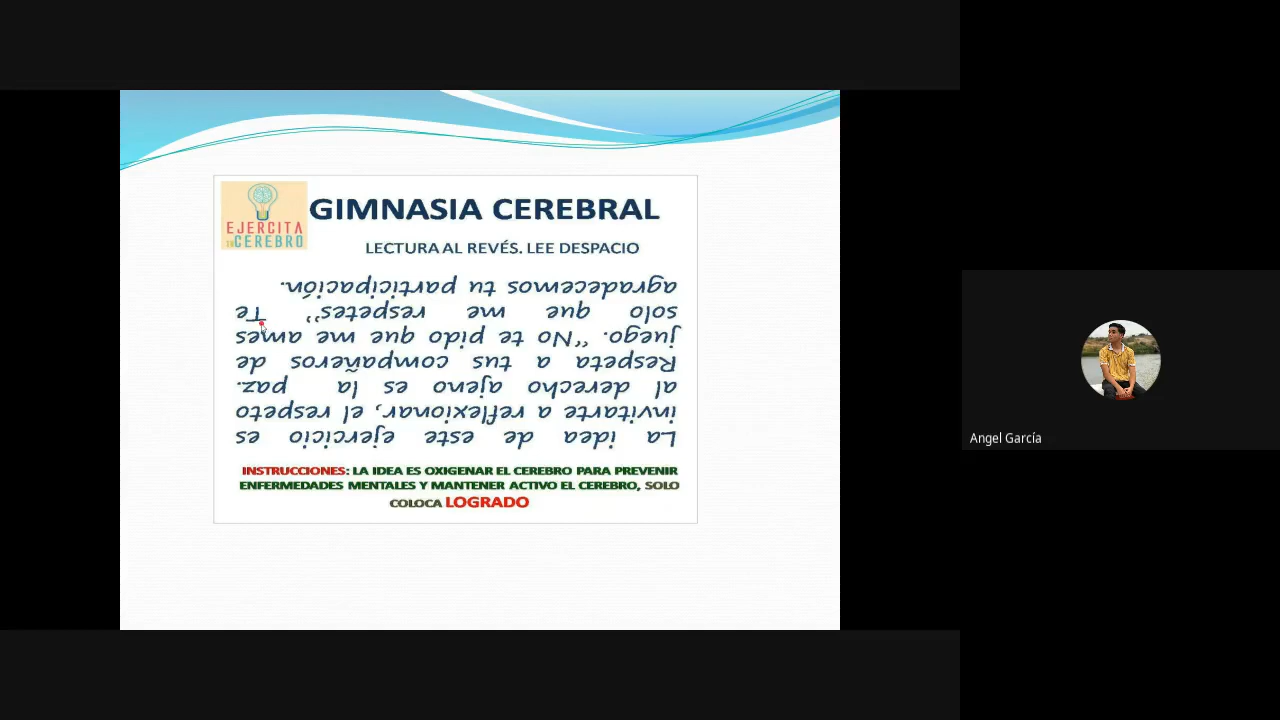 EJERCITA
TU CEREBRO
GIMNASIA CEREBRAL
LECTURA AL REVÉS. LEE DESPACIO
La idea de este ejercicio es
invitarte a reflexionar, el respeto
al derecho ajeno es la paz.
Respeta a tus compañeros de
juego. “No te pido que me ames
solo que me respetes” Te
agradecemos tu participación.
INSTRUCCIONES: LA IDEA ES OXIGENAR EL CEREBRO PARA PREVENIR
ENFERMEDADES MENTALES Y MANTENER ACTIVO EL CEREBRO, SOLO
COLOCA LOGRADO
Angel García